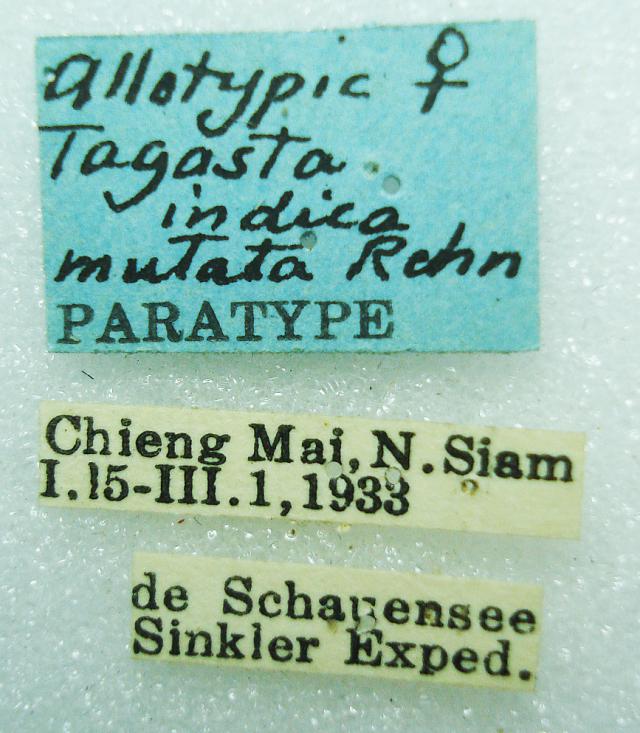 Allotypic ♀
Tagasta
indica
mutata Rehn
PARATYPE
Chieng Mai, N. Siam
I.15-III.1, 1933
de Schauensee
Sinkler Exped.